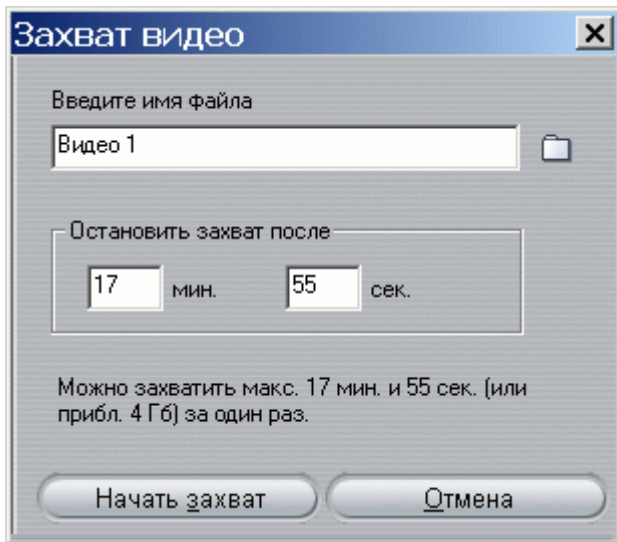 Захват видео
Введите имя файла
Видео 1
Остановить захват после
17 мин. 55 сек.
Можно захватить макс. 17 мин. и 55 сек. (или
прибл. 4 Гб) за один раз.
Начать захват Отмена